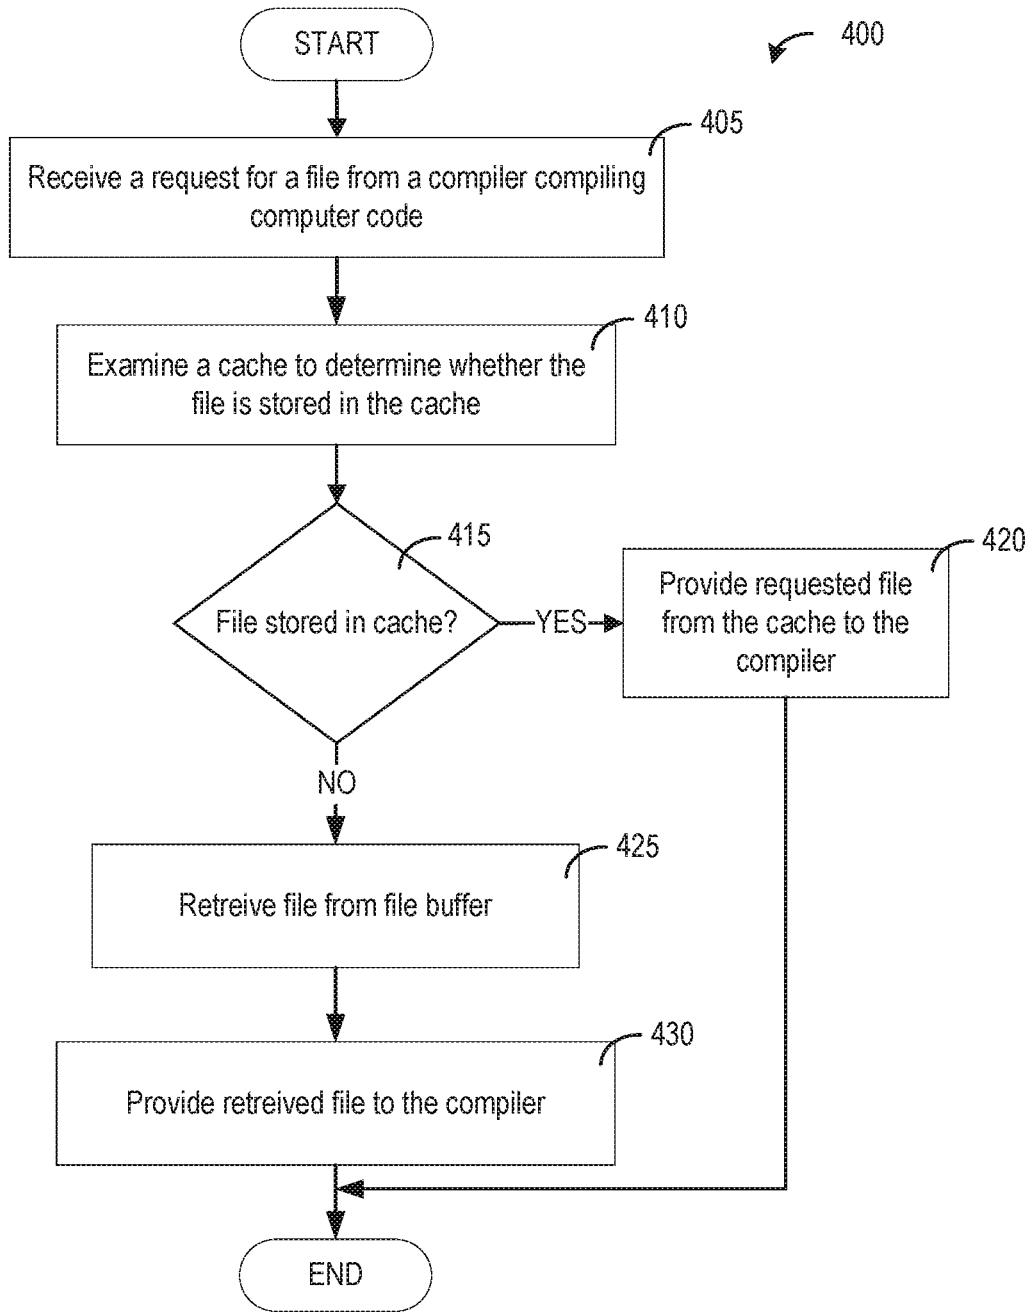 START
400
405
Receive a request for a file from a compiler compiling
computer code
410
Examine a cache to determine whether the
file is stored in the cache
415
File stored in cache?
YES
420
Provide requested file
from the cache to the
compiler
NO
425
Retreive file from file buffer
430
Provide retreived file to the compiler
END